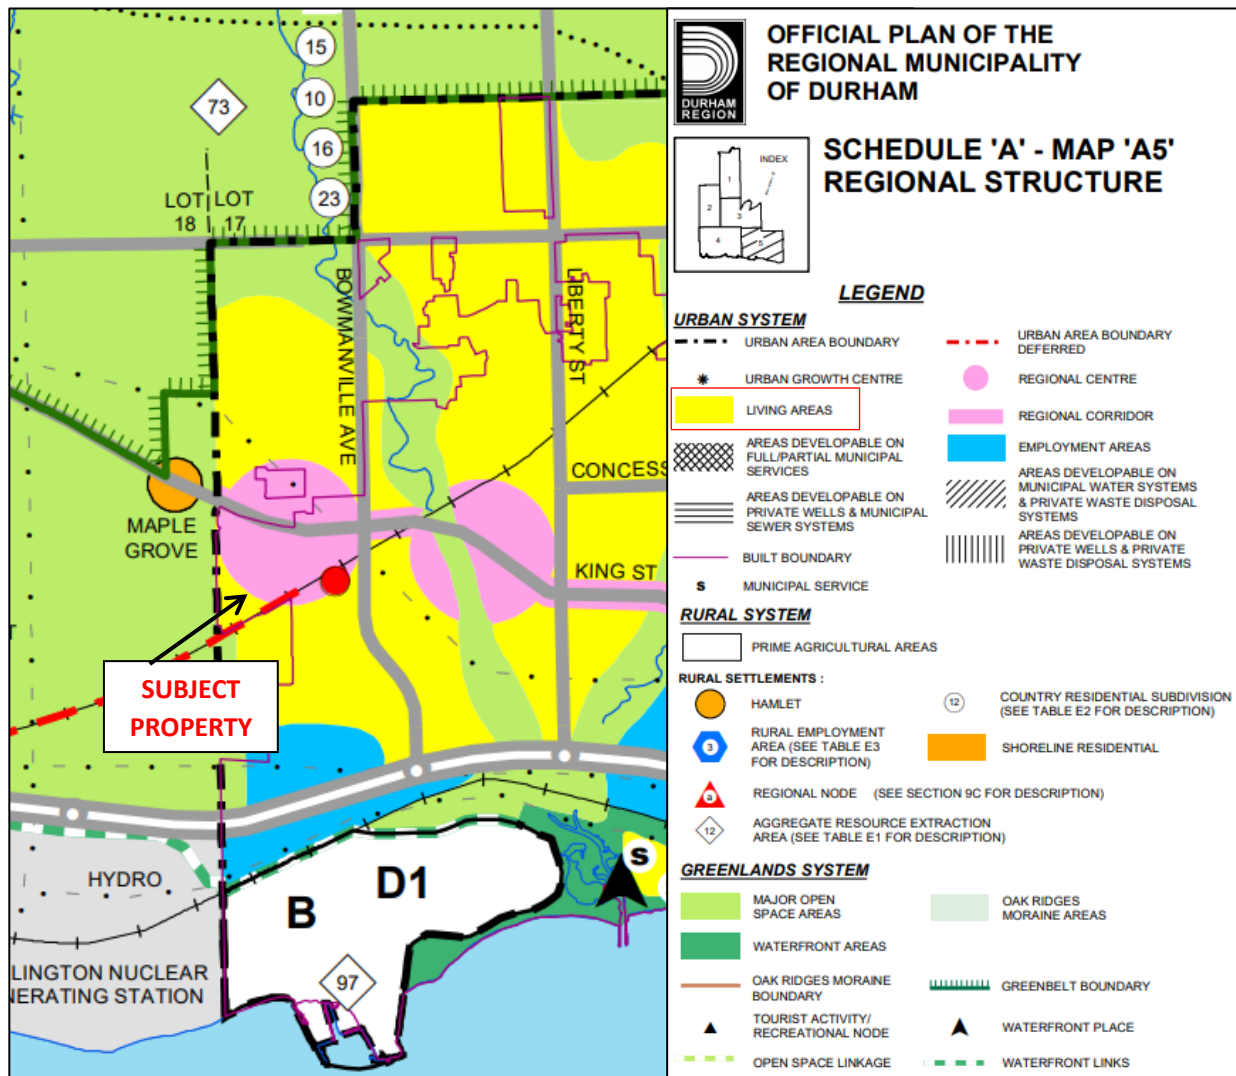 15
10
73
16
23
LOT
LOT
18
17
BOWMANVILLE AVE
LIBERTY ST
MAPLE
GROVE
CONCESS
KING ST
SUBJECT
PROPERTY
HYDRO
B
D1
S
97
LINGTON NUCLEAR
NERATING STATION
DURHAM
REGION
OFFICIAL PLAN OF THE
REGIONAL MUNICIPALITY
OF DURHAM
INDEX
1
2
3
4
5
SCHEDULE 'A' - MAP 'A5'
REGIONAL STRUCTURE
LEGEND
URBAN SYSTEM
URBAN AREA BOUNDARY
URBAN AREA BOUNDARY
DEFERRED
URBAN GROWTH CENTRE
REGIONAL CENTRE
LIVING AREAS
REGIONAL CORRIDOR
AREAS DEVELOPABLE ON
FULL/PARTIAL MUNICIPAL
SERVICES
EMPLOYMENT AREAS
AREAS DEVELOPABLE ON
PRIVATE WELLS & MUNICIPAL
SEWER SYSTEMS
AREAS DEVELOPABLE ON
MUNICIPAL WATER SYSTEMS
& PRIVATE WASTE DISPOSAL
SYSTEMS
BUILT BOUNDARY
AREAS DEVELOPABLE ON
PRIVATE WELLS & PRIVATE
WASTE DISPOSAL SYSTEMS
S MUNICIPAL SERVICE
RURAL SYSTEM
PRIME AGRICULTURAL AREAS
RURAL SETTLEMENTS :
HAMLET
12 COUNTRY RESIDENTIAL SUBDIVISION
(SEE TABLE E2 FOR DESCRIPTION)
3 RURAL EMPLOYMENT
AREA (SEE TABLE E3
FOR DESCRIPTION)
SHORELINE RESIDENTIAL
a REGIONAL NODE (SEE SECTION 9C FOR DESCRIPTION)
12 AGGREGATE RESOURCE EXTRACTION
AREA (SEE TABLE E1 FOR DESCRIPTION)
GREENLANDS SYSTEM
MAJOR OPEN
SPACE AREAS
OAK RIDGES
MORAINE AREAS
WATERFRONT AREAS
OAK RIDGES MORAINE
BOUNDARY
GREENBELT BOUNDARY
TOURIST ACTIVITY/
RECREATIONAL NODE
WATERFRONT PLACE
OPEN SPACE LINKAGE
WATERFRONT LINKS